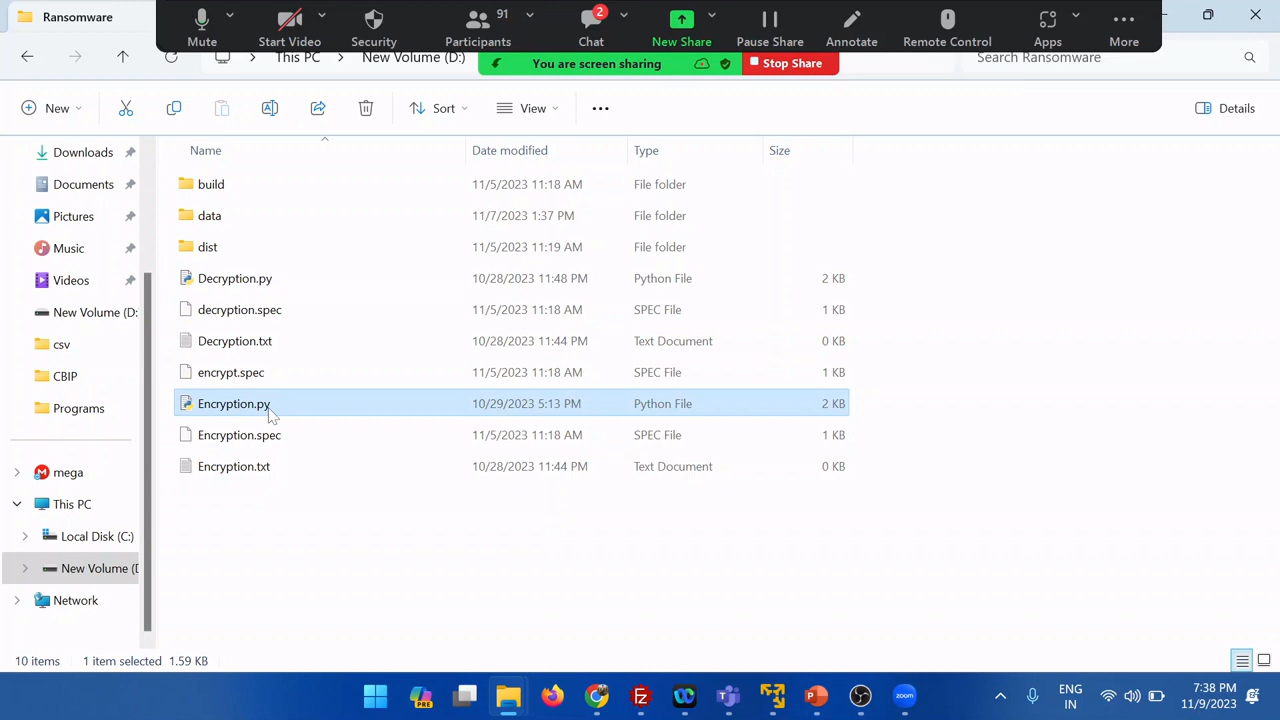 Ransomware
Mute
Start Video
Security
Participants
91
Chat
2
New Share
Pause Share
Annotate
Remote Control
Apps
More
This PC
New Volume (D:)
You are screen sharing
Stop Share
Search Ransomware
New
Sort
View
Details
Name Date modified Type Size
build 11/5/2023 11:18 AM File folder
data 11/7/2023 1:37 PM File folder
dist 11/5/2023 11:19 AM File folder
Decryption.py 10/28/2023 11:48 PM Python File 2 KB
decryption.spec 11/5/2023 11:18 AM SPEC File 1 KB
Decryption.txt 10/28/2023 11:44 PM Text Document 0 KB
encrypt.spec 11/5/2023 11:18 AM SPEC File 1 KB
Encryption.py 10/29/2023 5:13 PM Python File 2 KB
Encryption.spec 11/5/2023 11:18 AM SPEC File 1 KB
Encryption.txt 10/28/2023 11:44 PM Text Document 0 KB
Downloads
Documents
Pictures
Music
Videos
New Volume (D:
csv
CBIP
Programs
mega
This PC
Local Disk (C:)
New Volume (D
Network
10 items 1 item selected 1.59 KB
PRE
zoom
ENG
IN
7:38 PM
11/9/2023